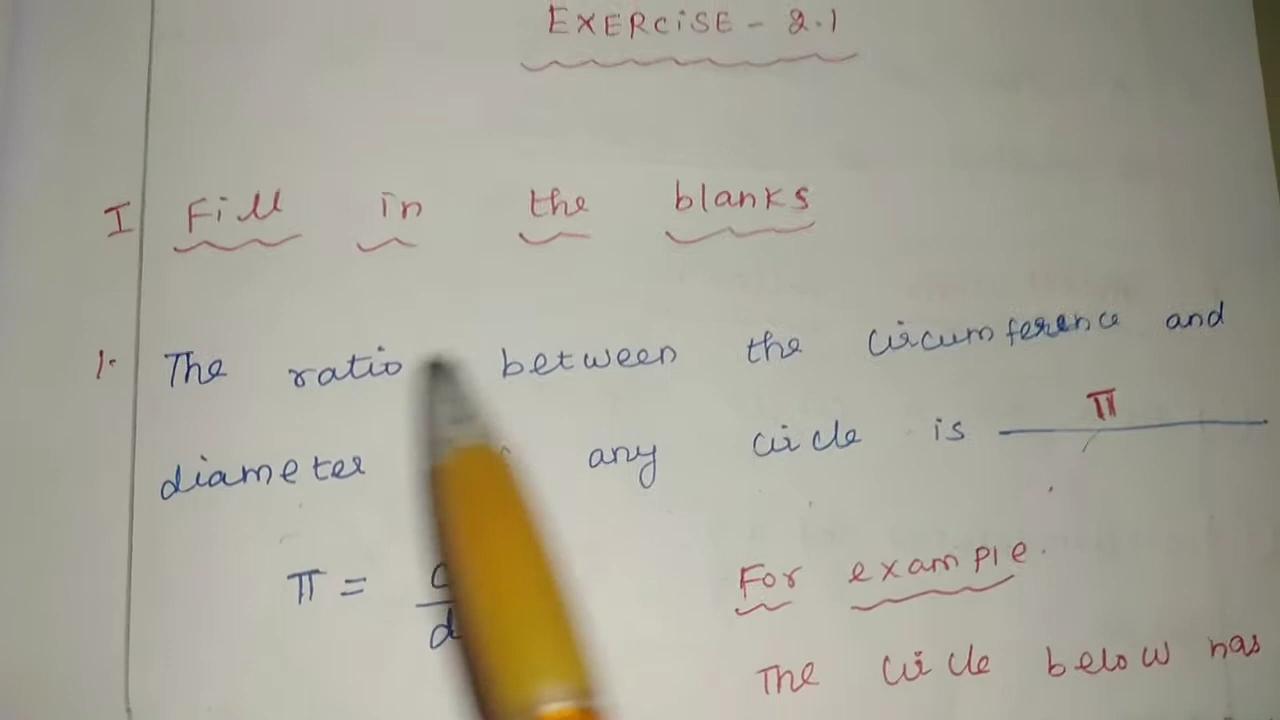 EXERCISE - 2.1
I Fill in the blanks
1. The ratio between the circumference and
diameter any circle is π
π = c/d
For example.
The circle below has